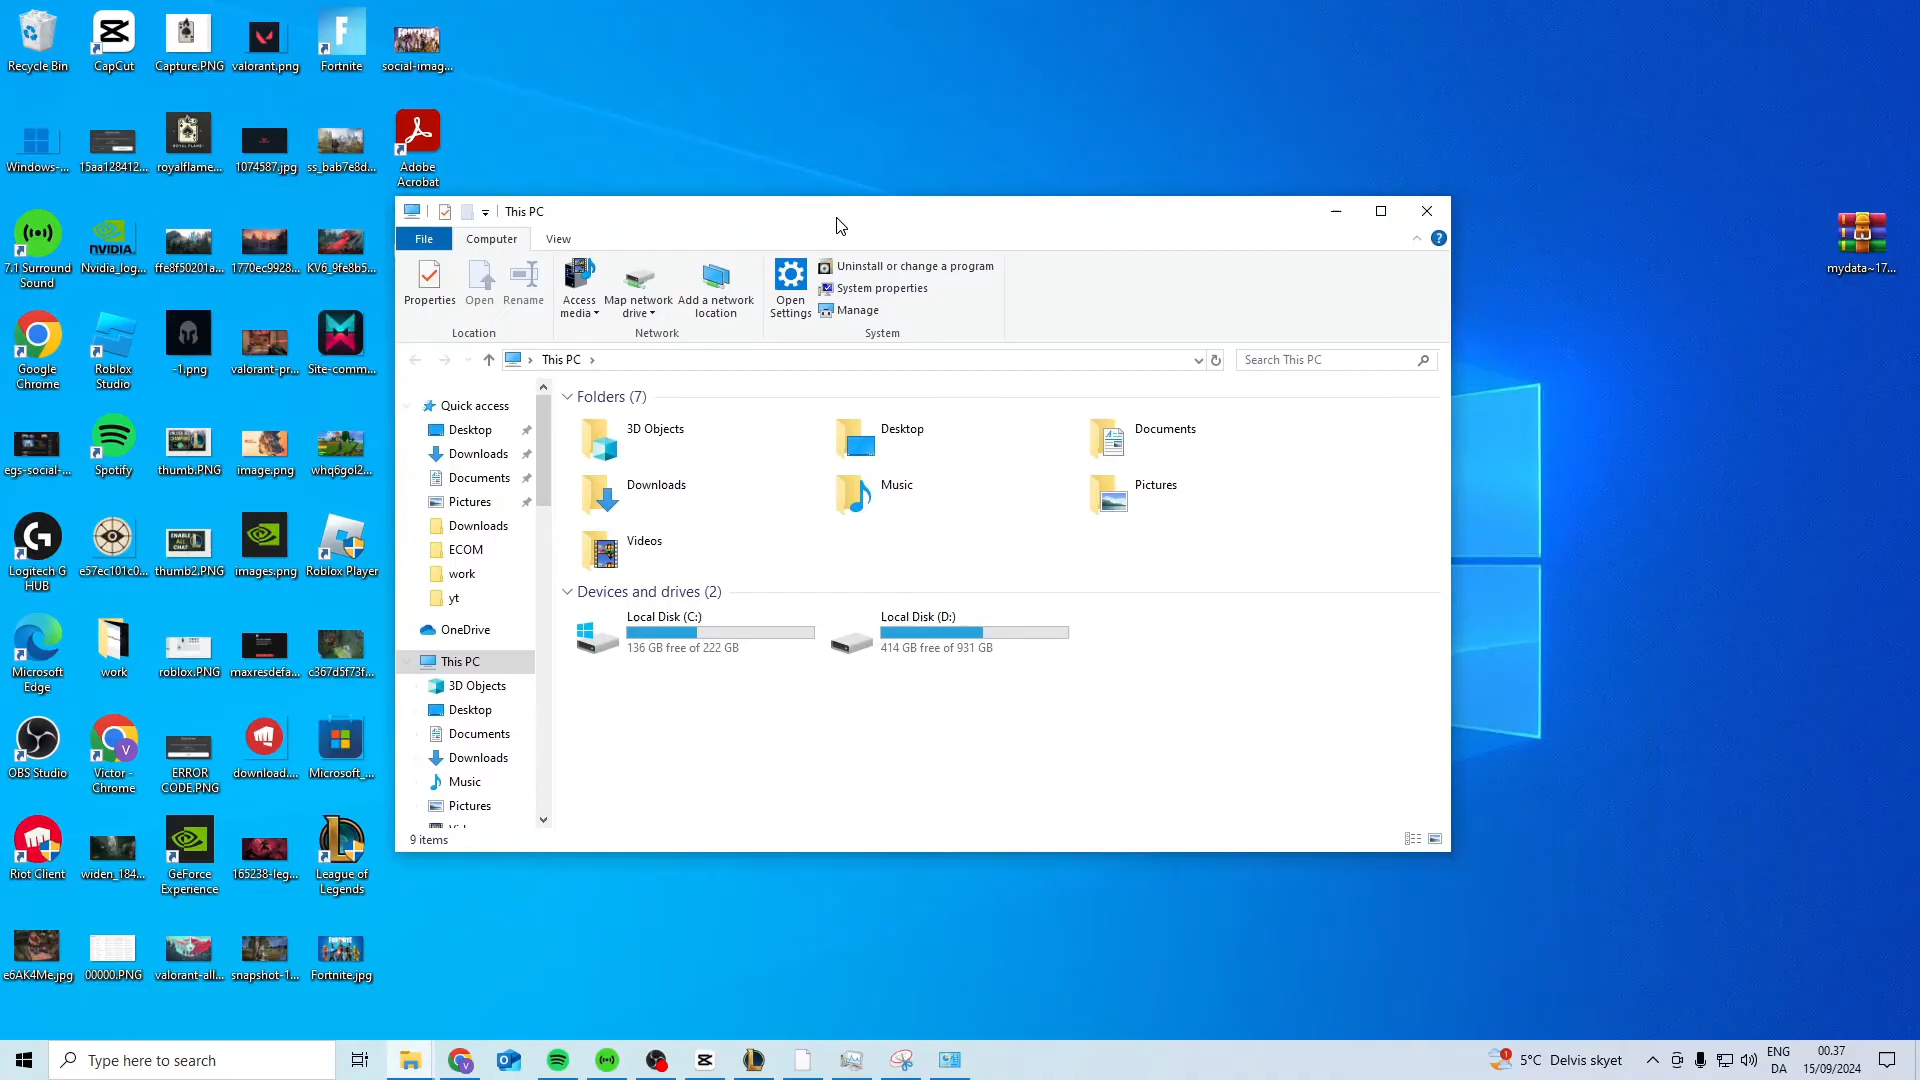 Recycle Bin
CapCut
Capture.PNG
valorant.png
Fortnite
social-imag...
Windows-...
15aa128412...
royalflame...
1074587.jpg
ss_bab7e8d...
Adobe
Acrobat
7.1 Surround
Sound
Nvidia_log...
ffe8f50201a...
1770ec9928...
KV6_9fe8b5...
Google
Chrome
Roblox
Studio
-1.png
valorant-pr...
Site-comm...
egs-social-...
Spotify
thumb.PNG
image.png
whq6gol2...
Logitech G
HUB
e57ec101c0...
thumb2.PNG
images.png
Roblox Player
Microsoft
Edge
work
roblox.PNG
maxresdefa...
c367d5f73f...
OBS Studio
Victor -
Chrome
ERROR
CODE.PNG
download....
Microsoft_...
Riot Client
widen_184...
GeForce
Experience
165238-leg...
League of
Legends
e6AK4Me.jpg
00000.PNG
valorant-all...
snapshot-1...
Fortnite.jpg
mydata~17...
This PC
File
Computer
View
Properties
Open
Rename
Location
Access
media
Map network
drive
Add a network
location
Network
Open
Settings
Uninstall or change a program
System properties
Manage
System
This PC
Search This PC
Quick access
Desktop
Downloads
Documents
Pictures
Downloads
ECOM
work
yt
OneDrive
This PC
3D Objects
Desktop
Documents
Downloads
Music
Pictures
Folders (7)
3D Objects
Desktop
Documents
Downloads
Music
Pictures
Videos
Devices and drives (2)
Local Disk (C:)
136 GB free of 222 GB
Local Disk (D:)
414 GB free of 931 GB
9 items
Type here to search
5°C Delvis skyet
ENG
DA
00.37
15/09/2024